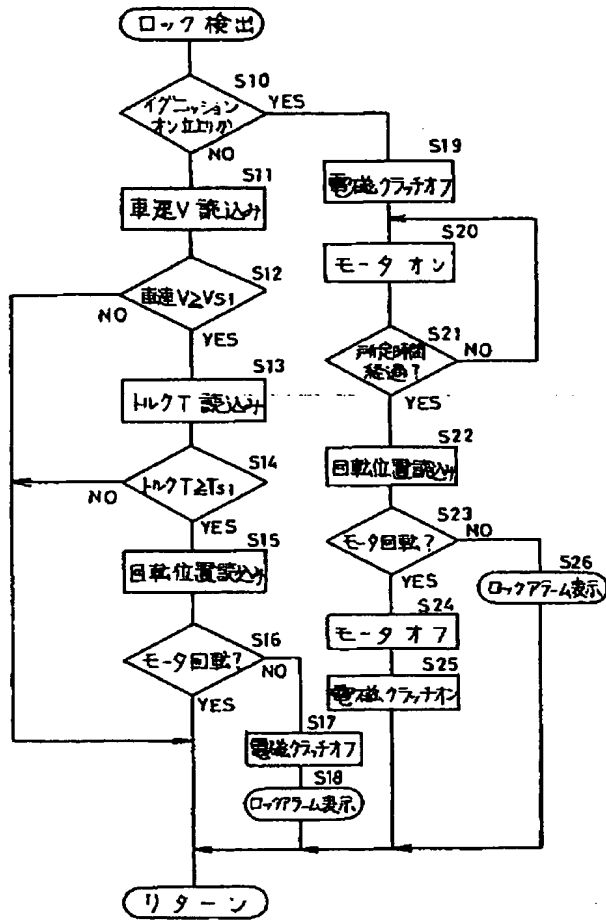 ロック検出
S10
イグニッション
オン立上りか
YES
NO
S11
車速V 読込み
S12
車速V≧VS1
NO
YES
S13
トルクT 読込み
S14
トルクT≧TS1
NO
YES
S15
回転位置読込み
S16
モータ回転?
NO
YES
S17
電磁クラッチオフ
S18
ロックアラーム表示
S19
電磁クラッチオフ
S20
モータ オン
S21
所定時間
経過?
NO
YES
S22
回転位置読込み
S23
モータ回転?
NO
YES
S24
モータ オフ
S25
電磁クラッチオン
S26
ロックアラーム表示
リターン